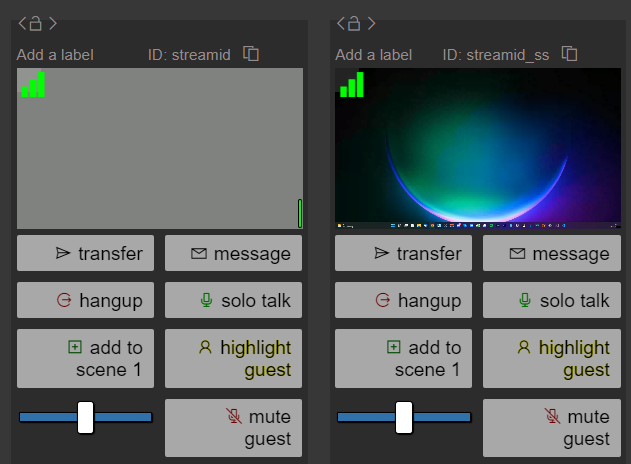 Add a label ID: streamid
transfer message
hangup solo talk
add to scene 1
highlight guest
mute guest
Add a label ID: streamid_ss
transfer message
hangup solo talk
add to scene 1
highlight guest
mute guest